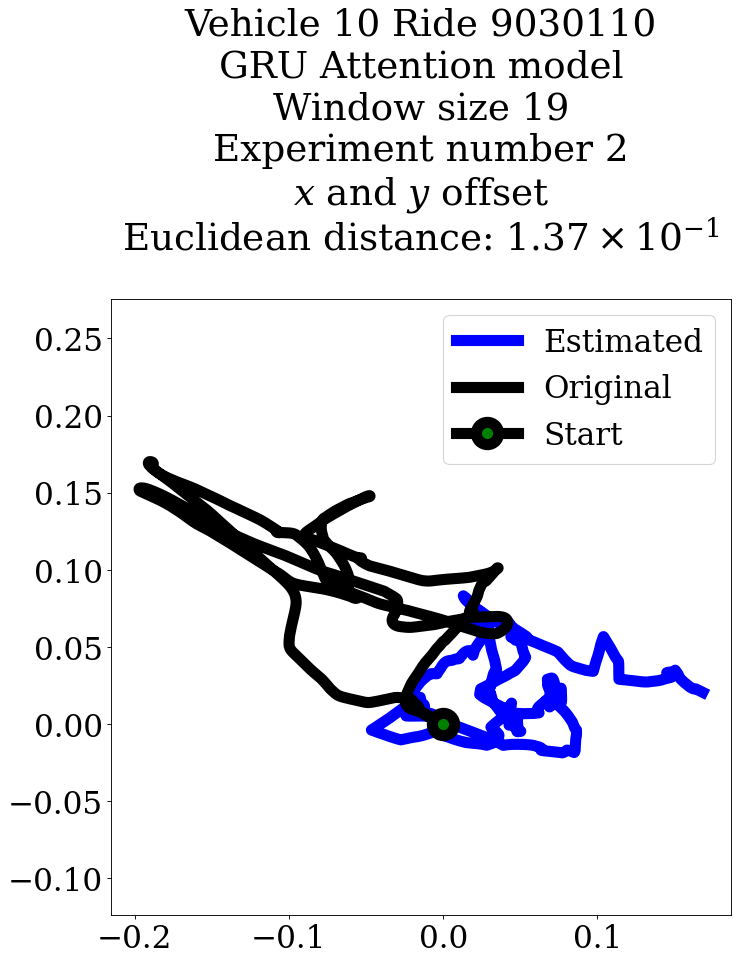 Vehicle 10 Ride 9030110
GRU Attention model
Window size 19
Experiment number 2
x and y offset
Euclidean distance: 1.37 × 10⁻¹
Estimated
Original
Start
0.25
0.20
0.15
0.10
0.05
0.00
−0.05
−0.10
−0.2 −0.1 0.0 0.1